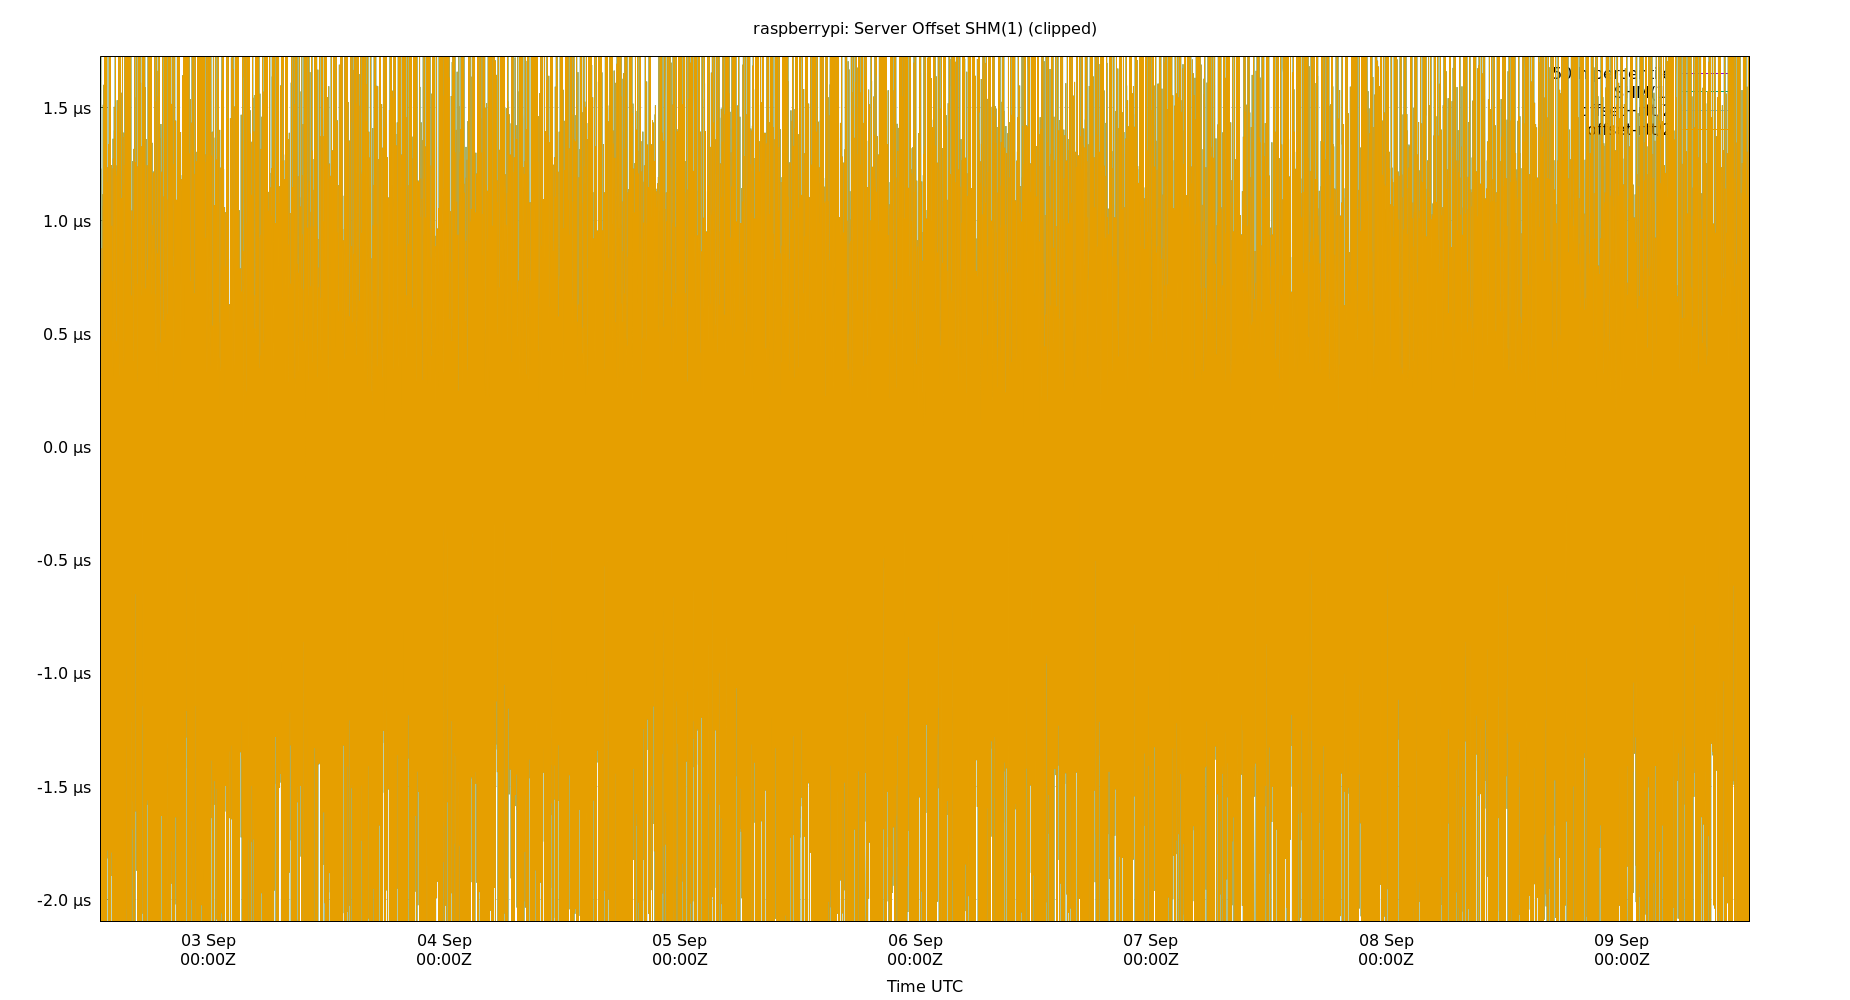 raspberrypi: Server Offset SHM(1) (clipped)
1.5 µs
1.0 µs
0.5 µs
0.0 µs
-0.5 µs
-1.0 µs
-1.5 µs
-2.0 µs
03 Sep 04 Sep 05 Sep 06 Sep 07 Sep 08 Sep 09 Sep
00:00Z 00:00Z 00:00Z 00:00Z 00:00Z 00:00Z 00:00Z
Time UTC